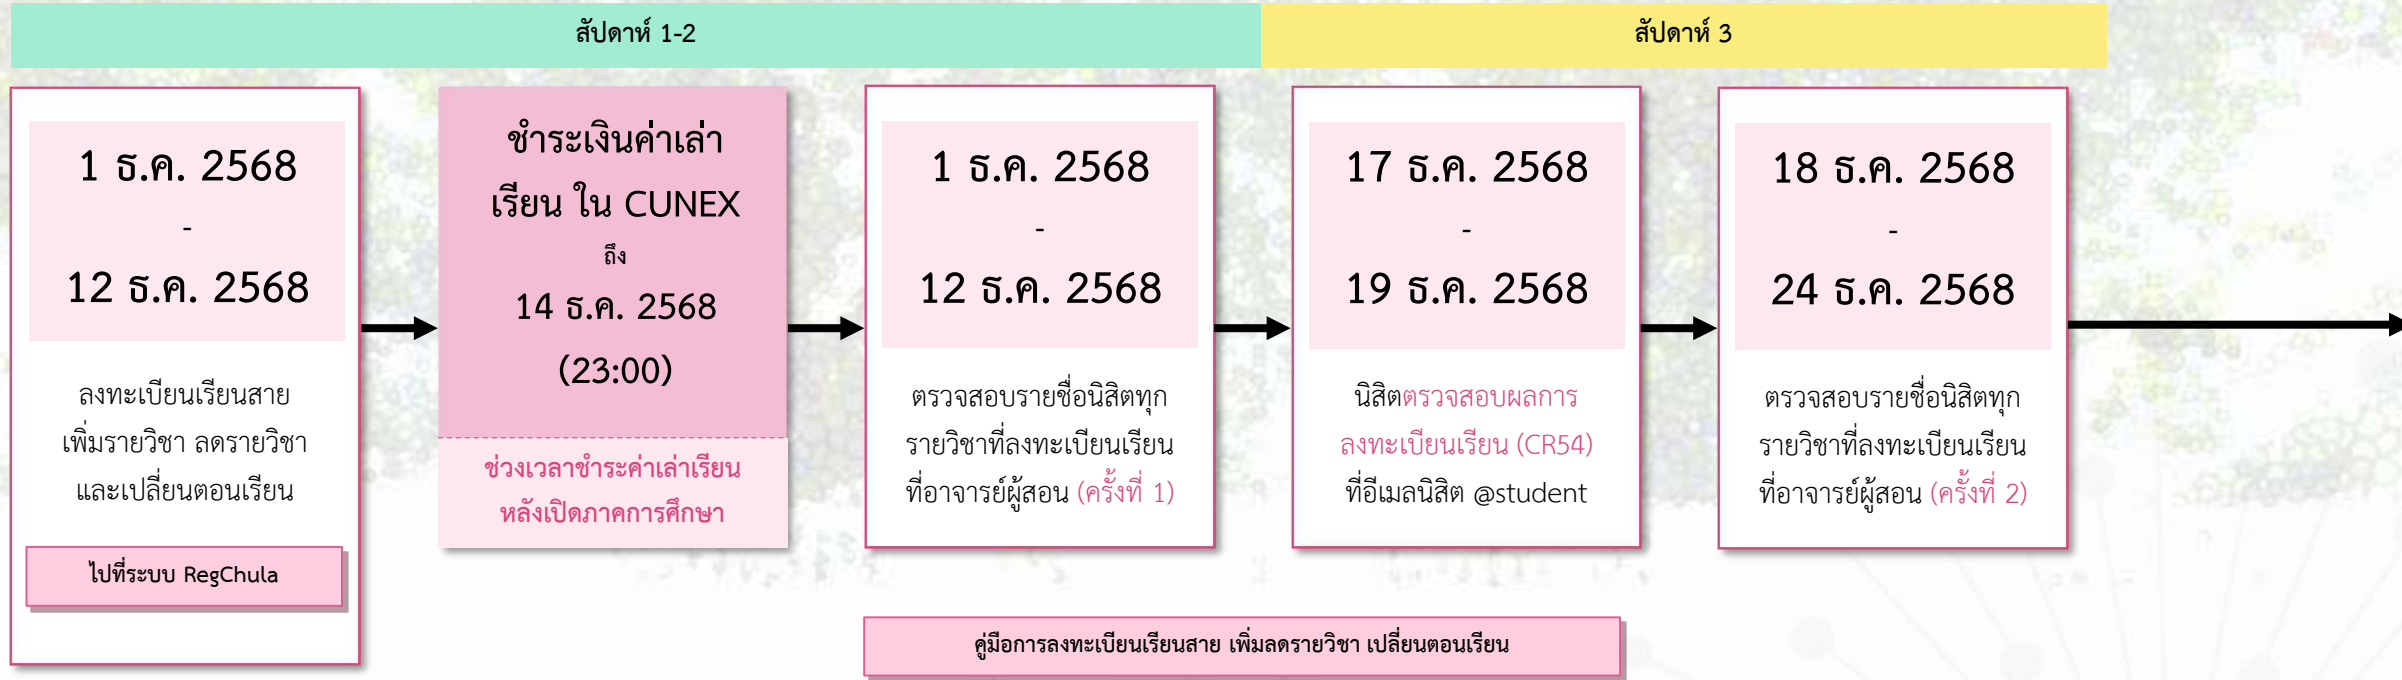 สัปดาห์ 1-2
สัปดาห์ 3
1 ธ.ค. 2568
-
12 ธ.ค. 2568
ลงทะเบียนเรียนสาย
เพิ่มรายวิชา ลดรายวิชา
และเปลี่ยนตอนเรียน
ไปที่ระบบ RegChula
ชำระเงินค่าเล่า
เรียน ใน CUNEX
ถึง
14 ธ.ค. 2568
(23:00)
ช่วงเวลาชำระค่าเล่าเรียน
หลังเปิดภาคการศึกษา
1 ธ.ค. 2568
-
12 ธ.ค. 2568
ตรวจสอบรายชื่อนิสิตทุก
รายวิชาที่ลงทะเบียนเรียน
ที่อาจารย์ผู้สอน (ครั้งที่ 1)
17 ธ.ค. 2568
-
19 ธ.ค. 2568
นิสิตตรวจสอบผลการ
ลงทะเบียนเรียน (CR54)
ที่อีเมลนิสิต @student
18 ธ.ค. 2568
-
24 ธ.ค. 2568
ตรวจสอบรายชื่อนิสิตทุก
รายวิชาที่ลงทะเบียนเรียน
ที่อาจารย์ผู้สอน (ครั้งที่ 2)
คู่มือการลงทะเบียนเรียนสาย เพิ่มลดรายวิชา เปลี่ยนตอนเรียน